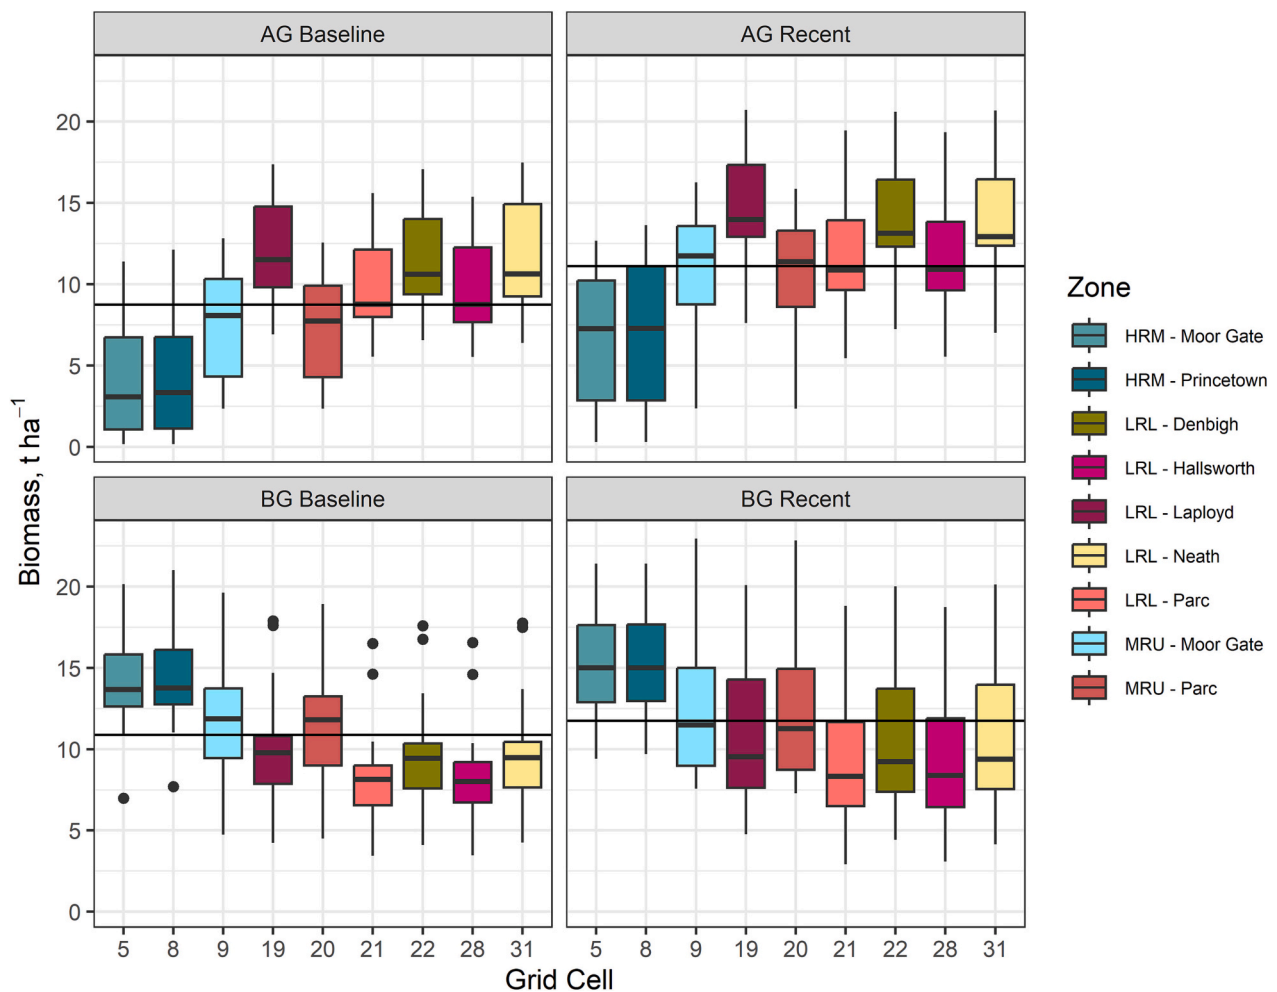 AG Baseline
AG Recent
20
15
10
5
0
BG Baseline
BG Recent
20
15
10
5
0
5 8 9 19 20 21 22 28 31
5 8 9 19 20 21 22 28 31
Grid Cell
Biomass, t ha⁻¹
Zone
HRM - Moor Gate
HRM - Princetown
LRL - Denbigh
LRL - Hallsworth
LRL - Laployd
LRL - Neath
LRL - Parc
MRU - Moor Gate
MRU - Parc